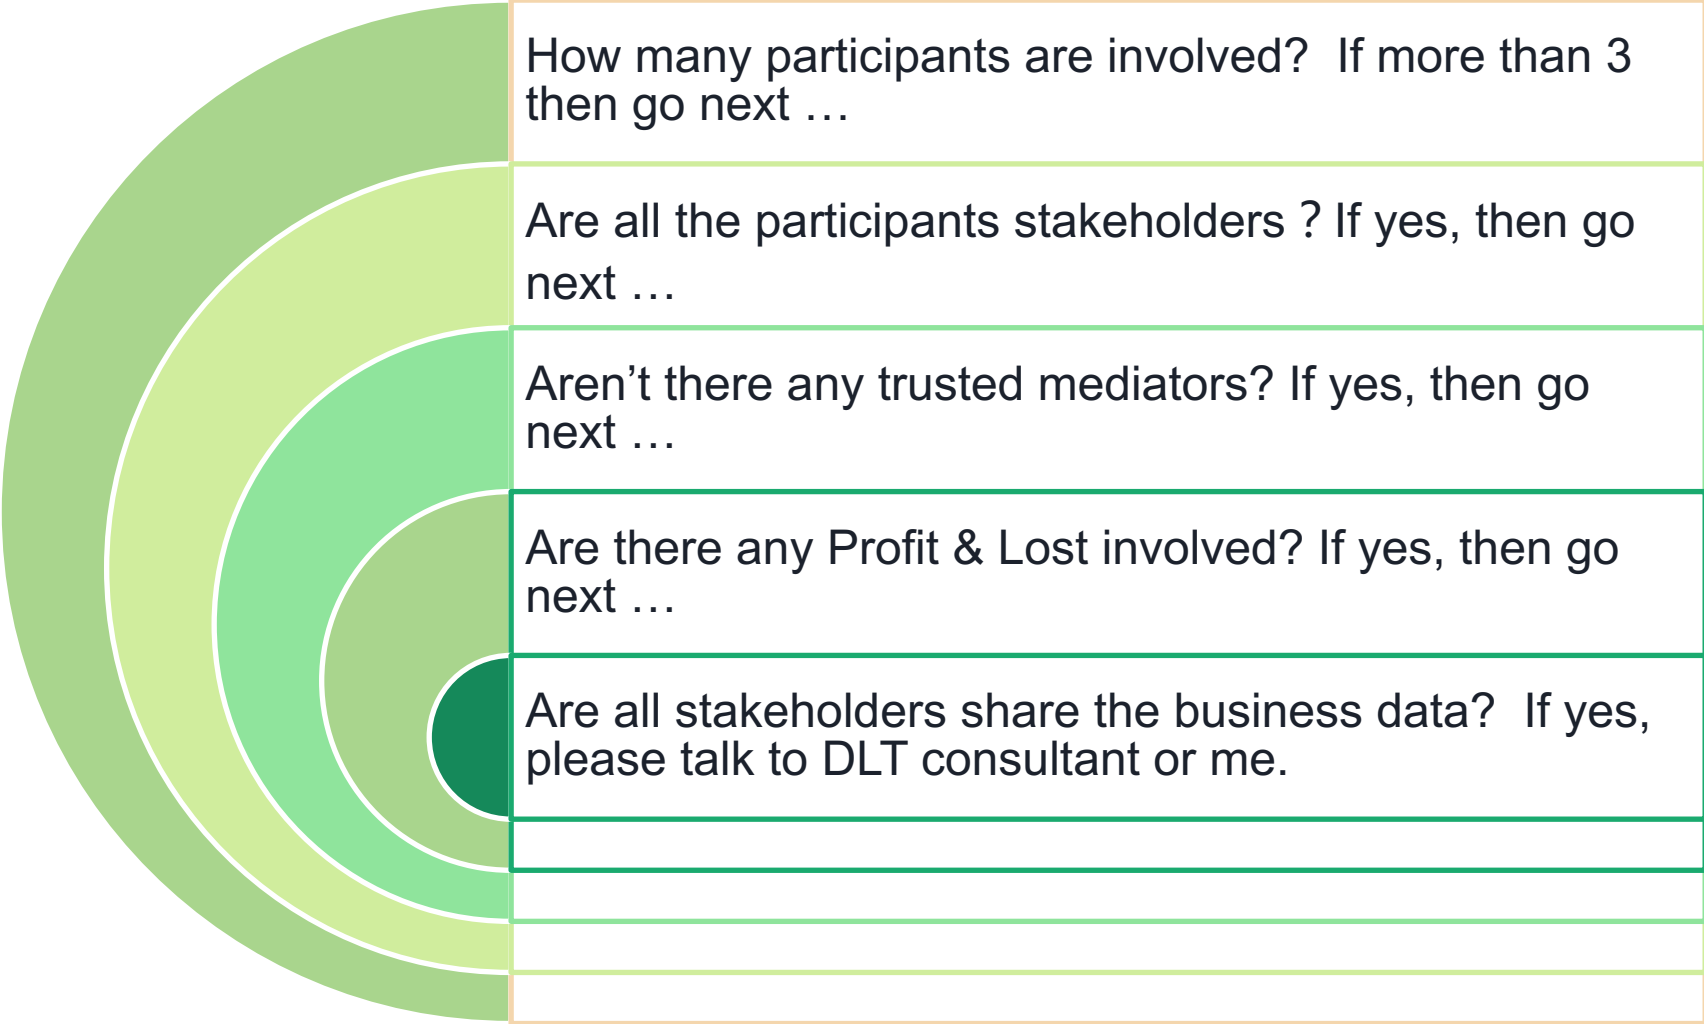 How many participants are involved?  If more than 3
then go next …
Are all the participants stakeholders ? If yes, then go
next …
Aren’t there any trusted mediators? If yes, then go
next …
Are there any Profit & Lost involved? If yes, then go
next …
Are all stakeholders share the business data?  If yes,
please talk to DLT consultant or me.